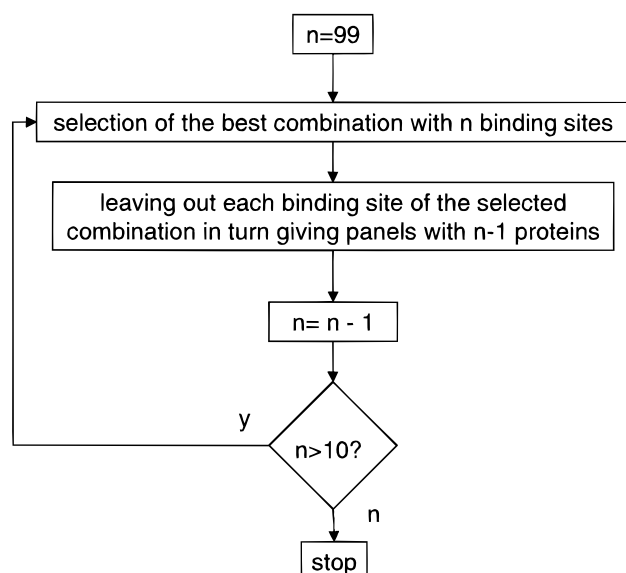 n=99
selection of the best combination with n binding sites
leaving out each binding site of the selected
combination in turn giving panels with n-1 proteins
n= n - 1
y
n>10?
n
stop